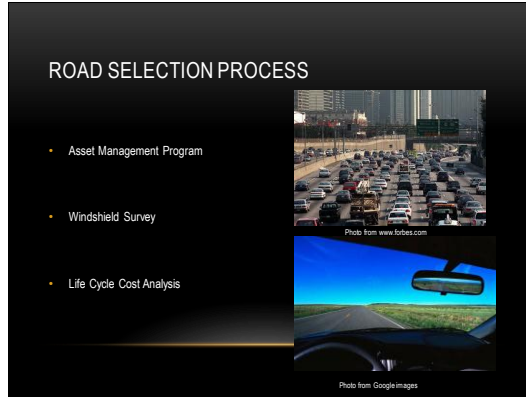 ROAD SELECTION PROCESS
• Asset Management Program
• Windshield Survey
• Life Cycle Cost Analysis
Photo from www.forbes.com
Photo from Google images